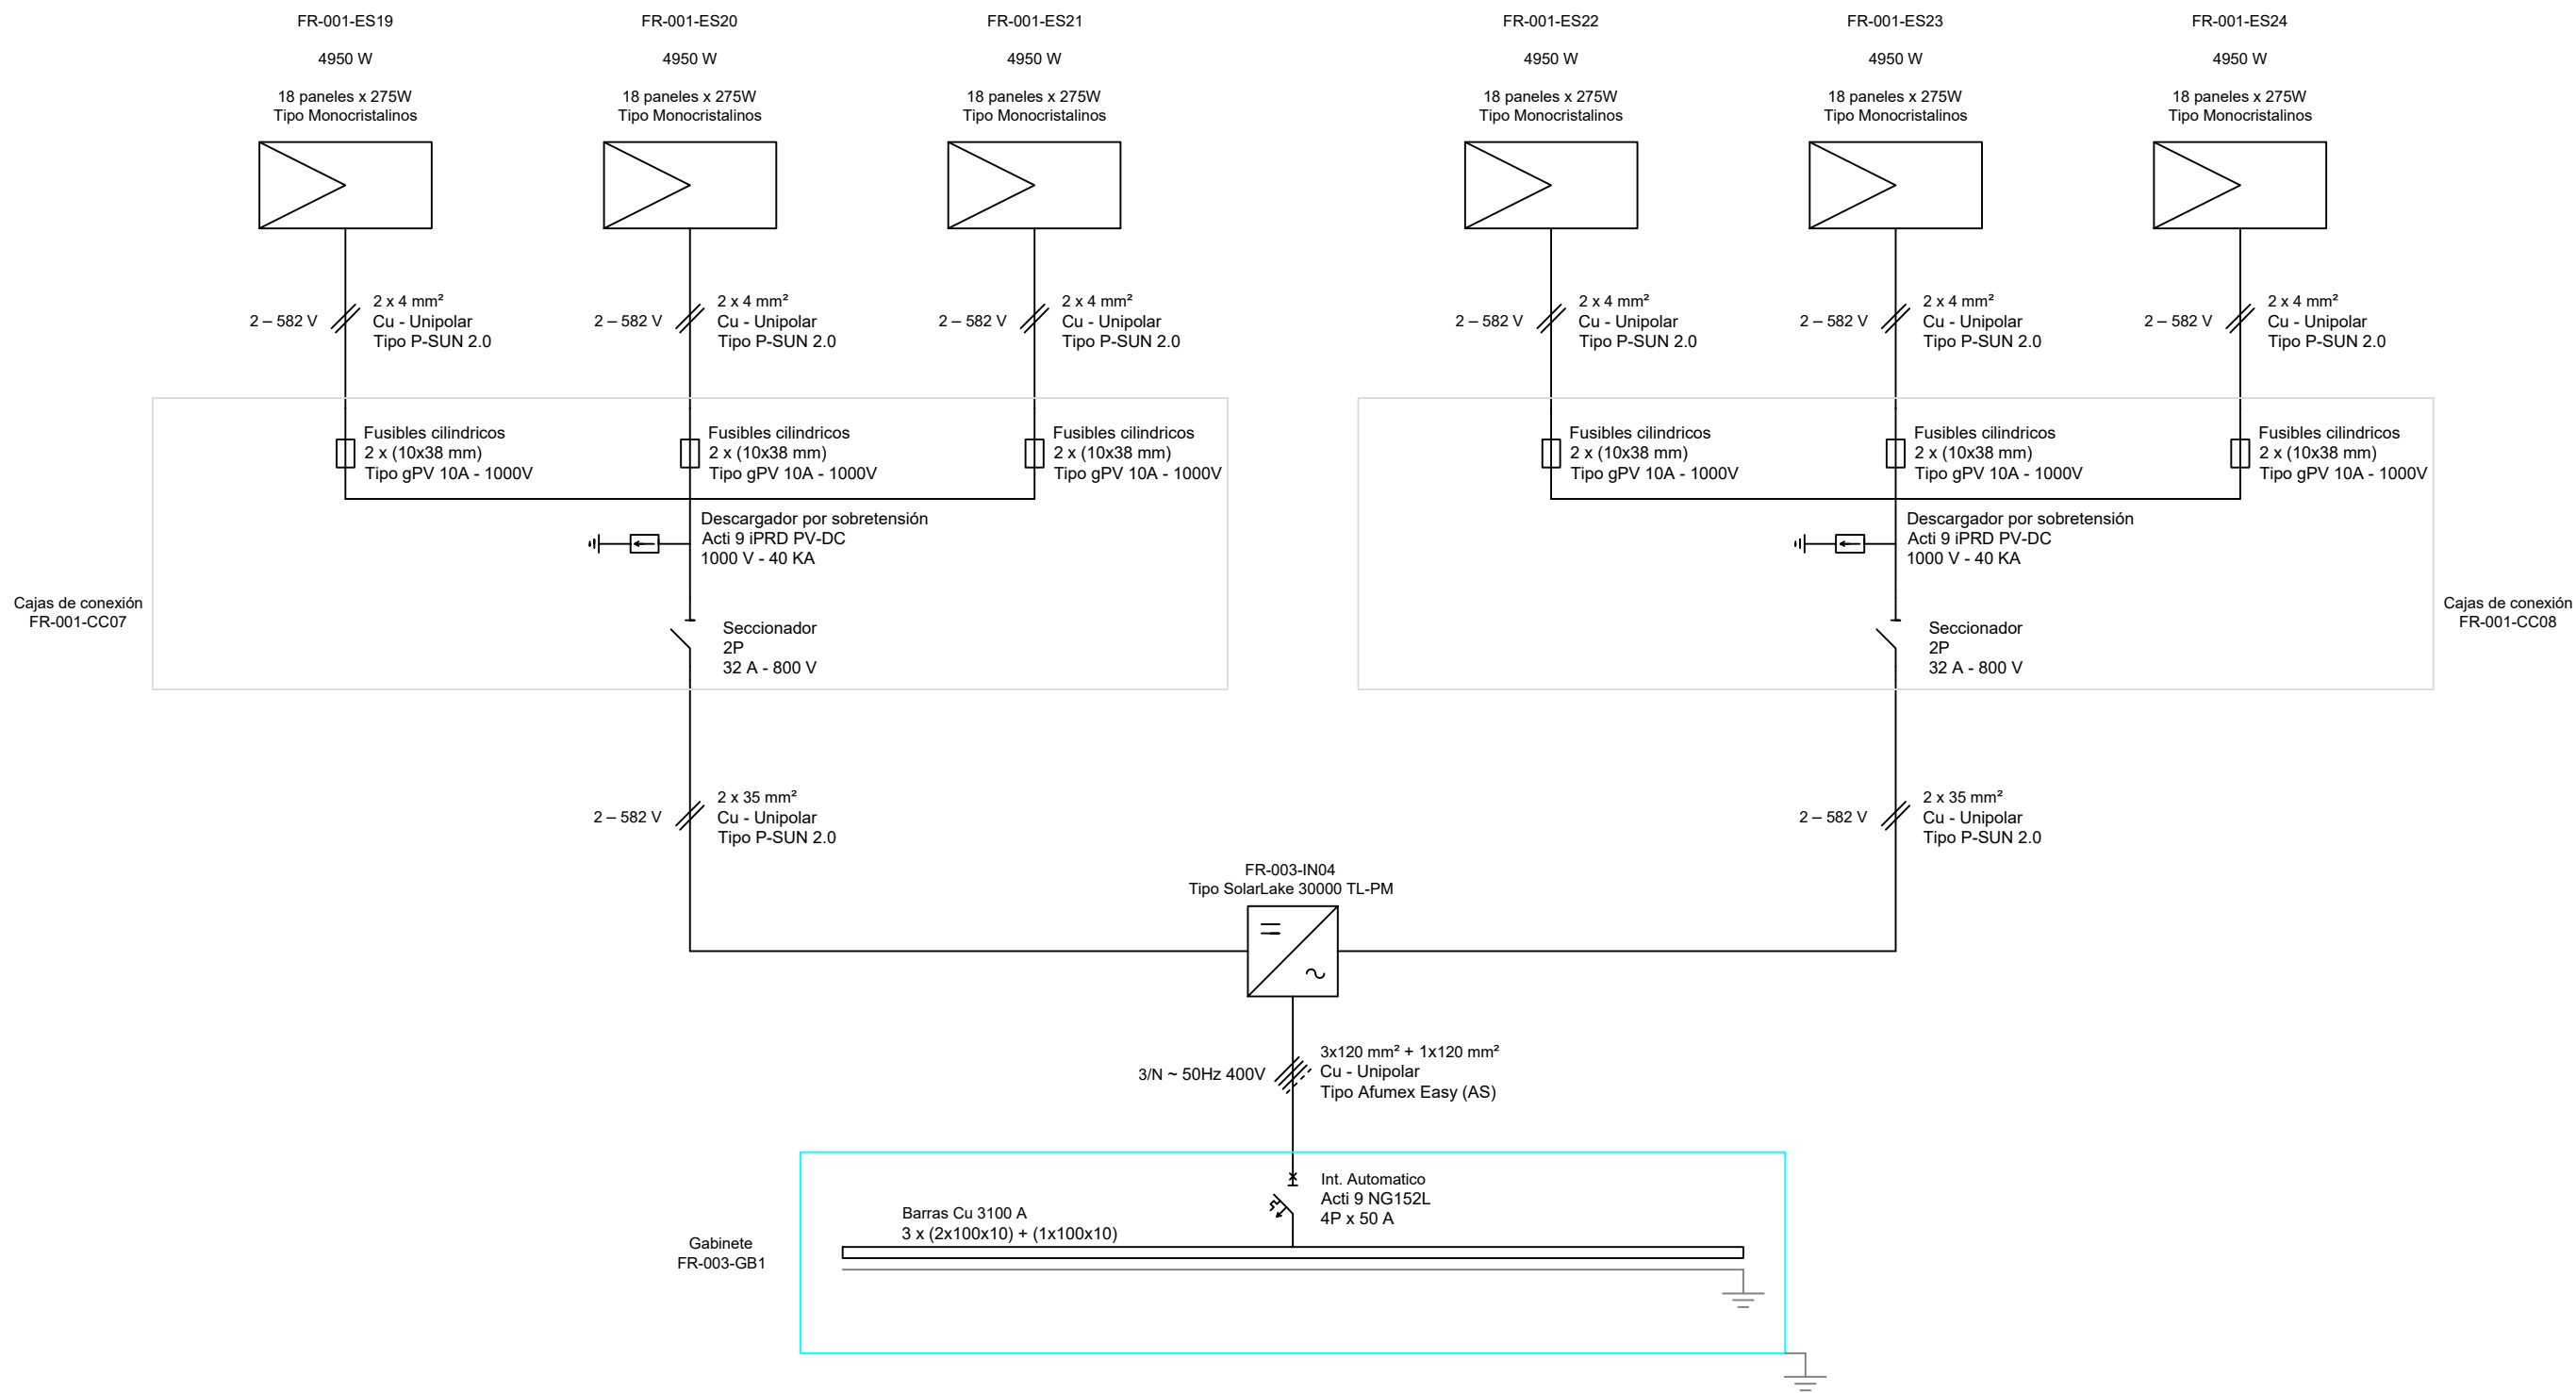 FR-001-ES19
4950 W
18 paneles x 275W
Tipo Monocristalinos
FR-001-ES20
4950 W
18 paneles x 275W
Tipo Monocristalinos
FR-001-ES21
4950 W
18 paneles x 275W
Tipo Monocristalinos
FR-001-ES22
4950 W
18 paneles x 275W
Tipo Monocristalinos
FR-001-ES23
4950 W
18 paneles x 275W
Tipo Monocristalinos
FR-001-ES24
4950 W
18 paneles x 275W
Tipo Monocristalinos
2 – 582 V
2 x 4 mm²
Cu - Unipolar
Tipo P-SUN 2.0
2 – 582 V
2 x 4 mm²
Cu - Unipolar
Tipo P-SUN 2.0
2 – 582 V
2 x 4 mm²
Cu - Unipolar
Tipo P-SUN 2.0
2 – 582 V
2 x 4 mm²
Cu - Unipolar
Tipo P-SUN 2.0
2 – 582 V
2 x 4 mm²
Cu - Unipolar
Tipo P-SUN 2.0
2 – 582 V
2 x 4 mm²
Cu - Unipolar
Tipo P-SUN 2.0
Fusibles cilindricos
2 x (10x38 mm)
Tipo gPV 10A - 1000V
Fusibles cilindricos
2 x (10x38 mm)
Tipo gPV 10A - 1000V
Fusibles cilindricos
2 x (10x38 mm)
Tipo gPV 10A - 1000V
Fusibles cilindricos
2 x (10x38 mm)
Tipo gPV 10A - 1000V
Fusibles cilindricos
2 x (10x38 mm)
Tipo gPV 10A - 1000V
Fusibles cilindricos
2 x (10x38 mm)
Tipo gPV 10A - 1000V
Descargador por sobretensión
Acti 9 iPRD PV-DC
1000 V - 40 KA
Descargador por sobretensión
Acti 9 iPRD PV-DC
1000 V - 40 KA
Cajas de conexión
FR-001-CC07
Seccionador
2P
32 A - 800 V
Seccionador
2P
32 A - 800 V
Cajas de conexión
FR-001-CC08
2 – 582 V
2 x 35 mm²
Cu - Unipolar
Tipo P-SUN 2.0
2 – 582 V
2 x 35 mm²
Cu - Unipolar
Tipo P-SUN 2.0
FR-003-IN04
Tipo SolarLake 30000 TL-PM
3/N ~ 50Hz 400V
3x120 mm² + 1x120 mm²
Cu - Unipolar
Tipo Afumex Easy (AS)
Int. Automatico
Acti 9 NG152L
4P x 50 A
Barras Cu 3100 A
3 x (2x100x10) + (1x100x10)
Gabinete
FR-003-GB1